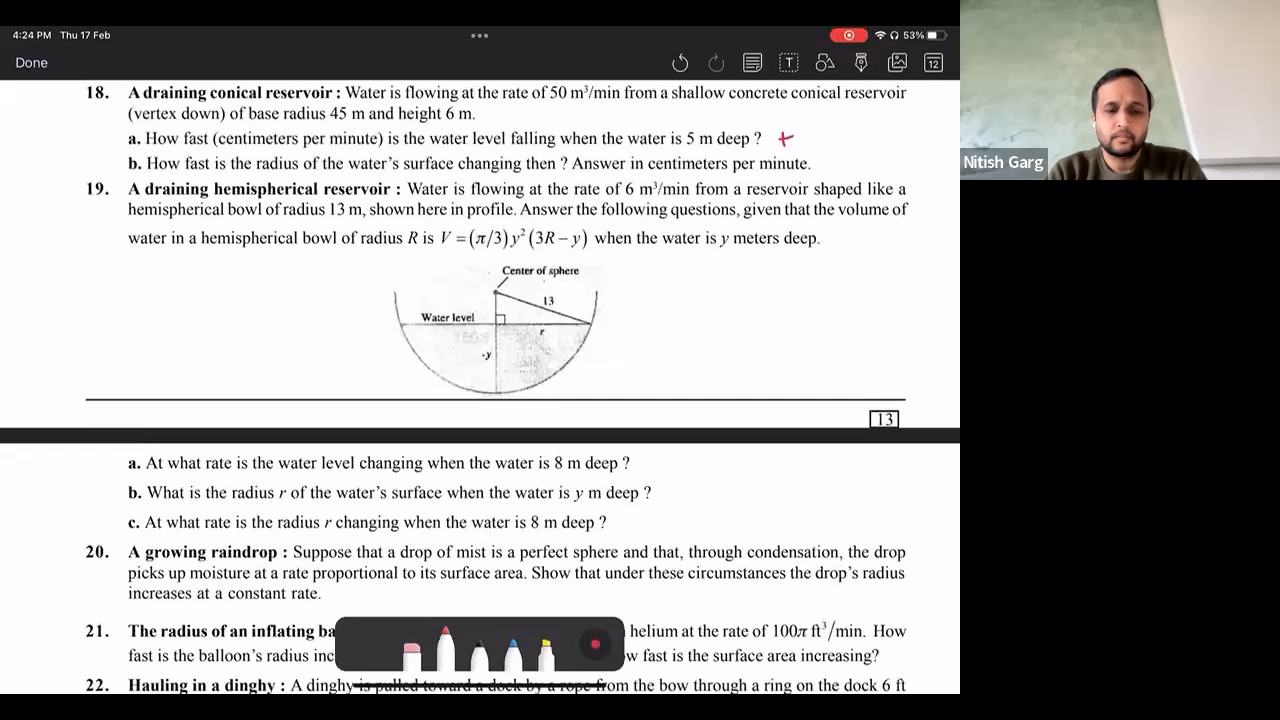 4:24 PM Thu 17 Feb
53%
Done
T
12
18. A draining conical reservoir : Water is flowing at the rate of 50 m³/min from a shallow concrete conical reservoir
(vertex down) of base radius 45 m and height 6 m.
a. How fast (centimeters per minute) is the water level falling when the water is 5 m deep ? +
b. How fast is the radius of the water's surface changing then ? Answer in centimeters per minute.
19. A draining hemispherical reservoir : Water is flowing at the rate of 6 m³/min from a reservoir shaped like a
hemispherical bowl of radius 13 m, shown here in profile. Answer the following questions, given that the volume of
water in a hemispherical bowl of radius R is V = (π/3) y² (3R – y) when the water is y meters deep.
Center of sphere
13
Water level
r
-y
13
a. At what rate is the water level changing when the water is 8 m deep ?
b. What is the radius r of the water's surface when the water is y m deep ?
c. At what rate is the radius r changing when the water is 8 m deep ?
20. A growing raindrop : Suppose that a drop of mist is a perfect sphere and that, through condensation, the drop
picks up moisture at a rate proportional to its surface area. Show that under these circumstances the drop's radius
increases at a constant rate.
21. The radius of an inflating ba helium at the rate of 100π ft³/min. How
fast is the balloon's radius inc w fast is the surface area increasing?
22. Hauling in a dinghy : A dinghy is pulled toward a dock by a rope from the bow through a ring on the dock 6 ft
Nitish Garg